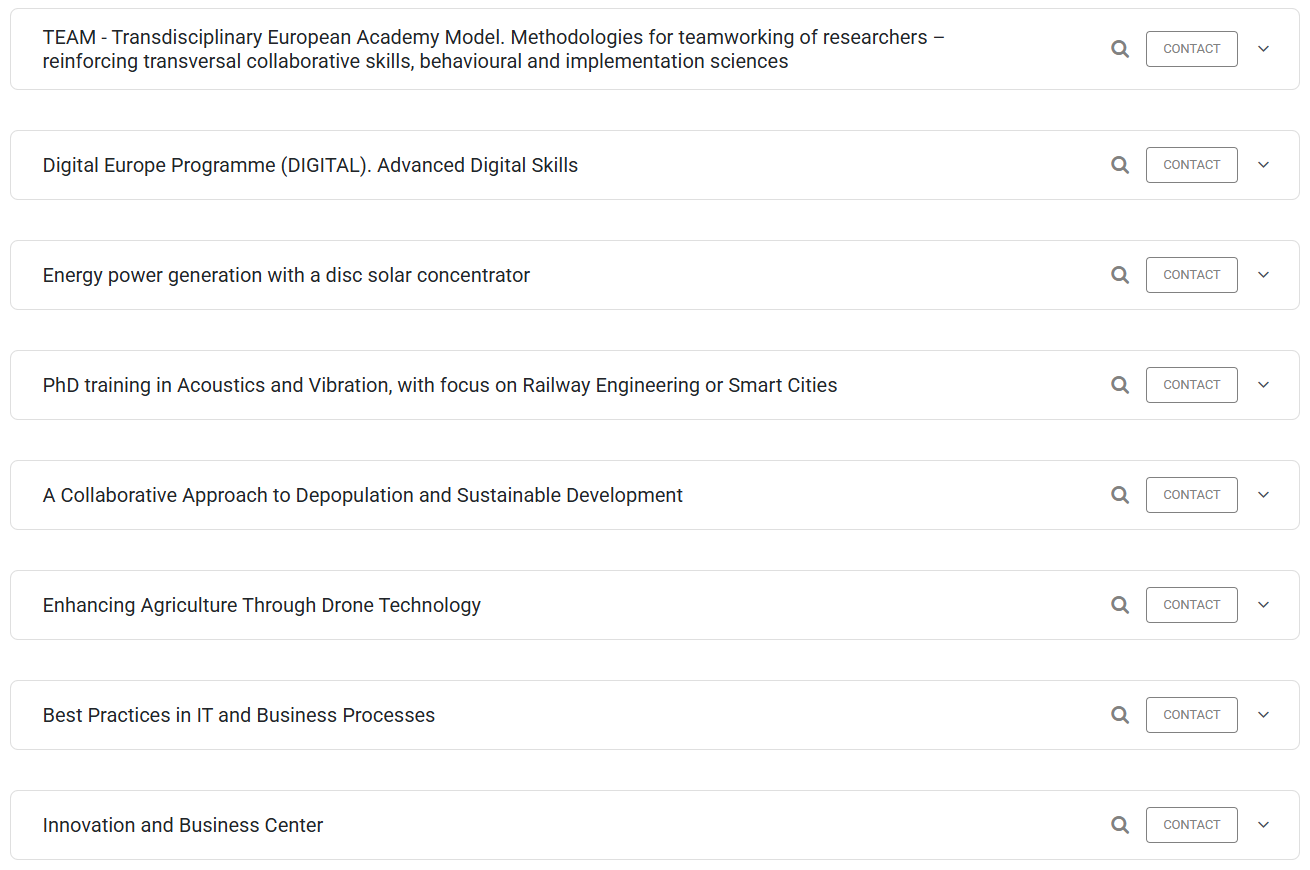 TEAM - Transdisciplinary European Academy Model. Methodologies for teamworking of researchers –
reinforcing transversal collaborative skills, behavioural and implementation sciences
CONTACT
Digital Europe Programme (DIGITAL). Advanced Digital Skills
CONTACT
Energy power generation with a disc solar concentrator
CONTACT
PhD training in Acoustics and Vibration, with focus on Railway Engineering or Smart Cities
CONTACT
A Collaborative Approach to Depopulation and Sustainable Development
CONTACT
Enhancing Agriculture Through Drone Technology
CONTACT
Best Practices in IT and Business Processes
CONTACT
Innovation and Business Center
CONTACT